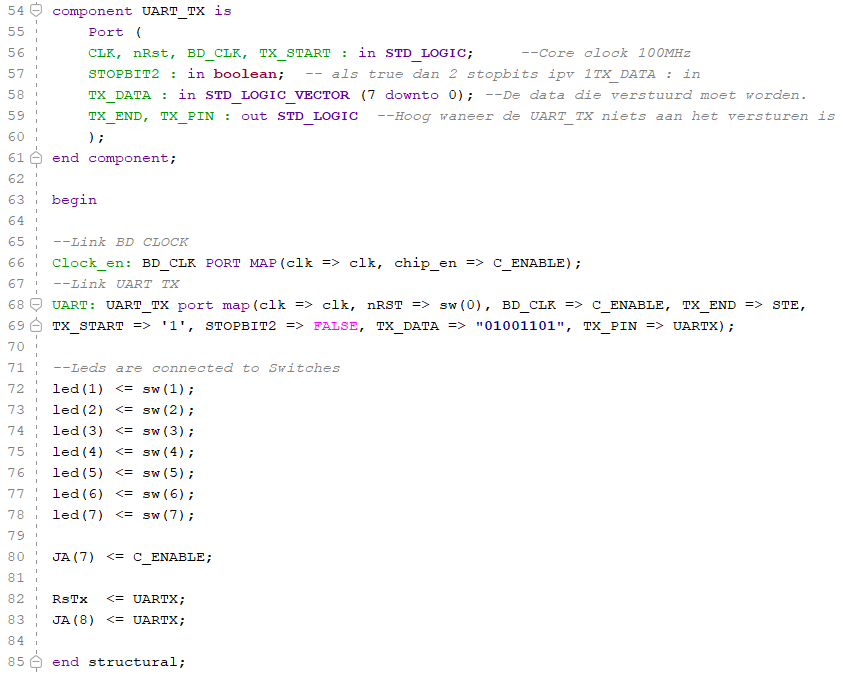 54 component UART_TX is
55 Port (
56 CLK, nRst, BD_CLK, TX_START : in STD_LOGIC; --Core olock 100MHz
57 STOPBIT2 : in boolean; -- als true dan 2 stopbits ipv 1TX_DATA : in
58 TX_DATA : in STD_LOGIC_VECTOR (7 downto 0); --De data die verstuurd moet worden.
59 TX_END, TX_PIN : out STD_LOGIC --Hoog waneer de UART_TX niets aan het versturen is
60 );
61 end component;
62
63 begin
64
65 --Link BD CLOCK
66 Clock_en: BD_CLK PORT MAP(clk => clk, chip_en => C_ENABLE);
67 --Link UART TX
68 UART: UART_TX port map(clk => clk, nRST => sw(0), BD_CLK => C_ENABLE, TX_END => STE,
69 TX_START => '1', STOPBIT2 => FALSE, TX_DATA => "01001101", TX_PIN => UARTX);
70
71 --Leds are connected to Switches
72 led(1) <= sw(1);
73 led(2) <= sw(2);
74 led(3) <= sw(3);
75 led(4) <= sw(4);
76 led(5) <= sw(5);
77 led(6) <= sw(6);
78 led(7) <= sw(7);
79
80 JA(7) <= C_ENABLE;
81
82 RsTx <= UARTX;
83 JA(8) <= UARTX;
84
85 end structural;